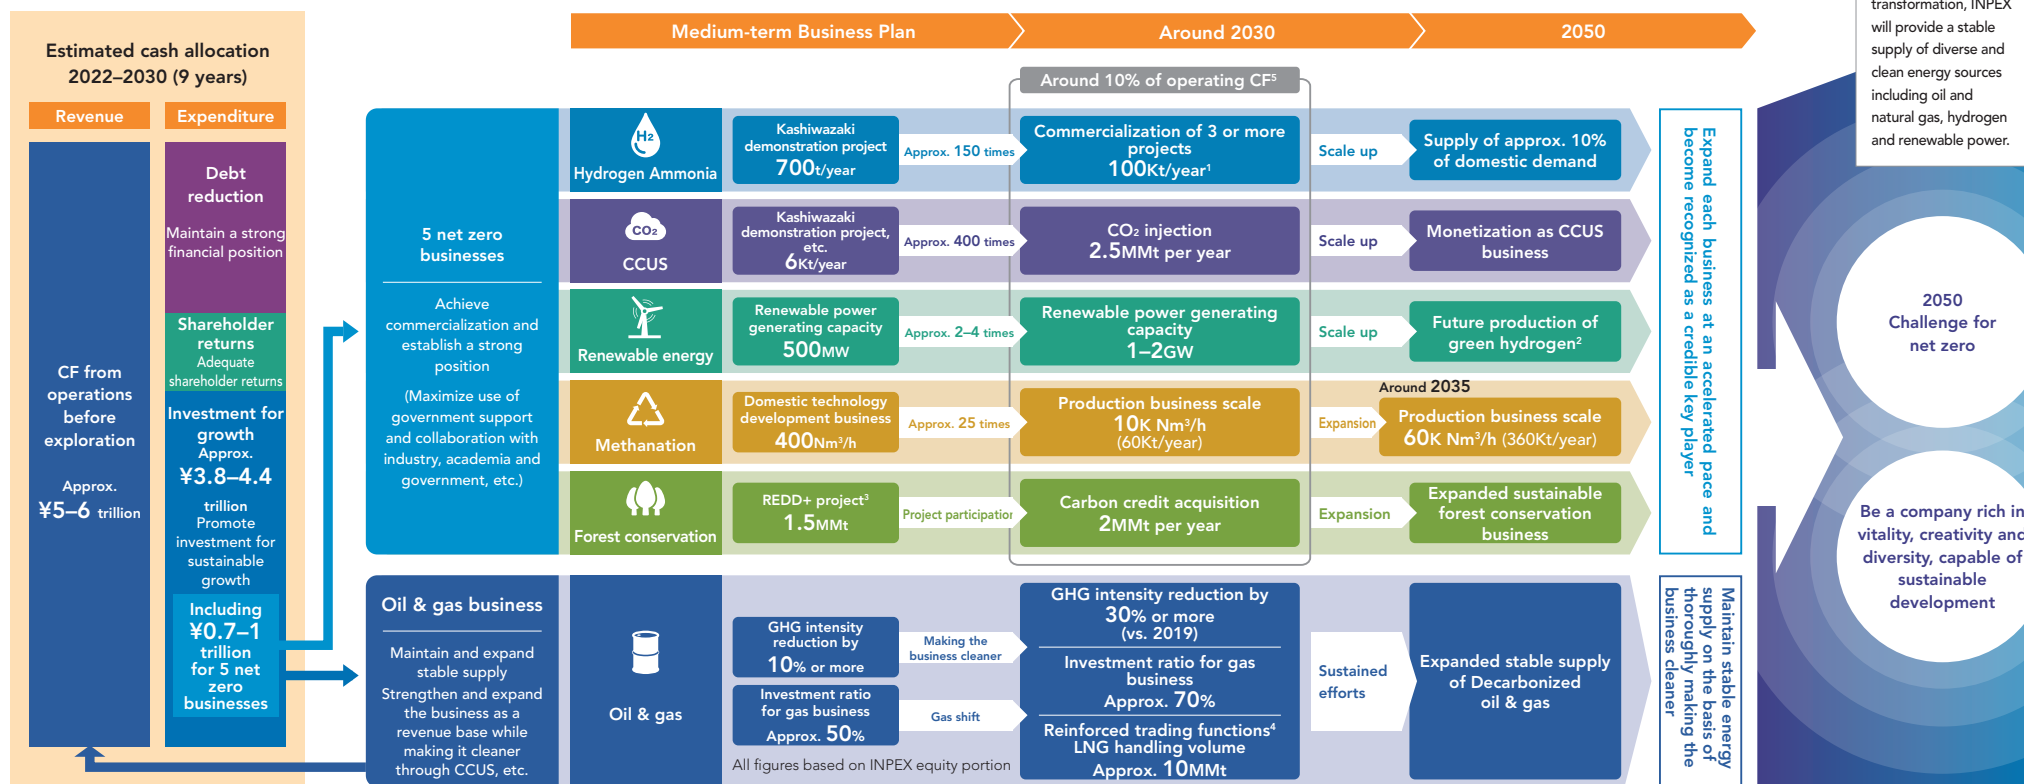 transformation, INPEX
will provide a stable
supply of diverse and
clean energy sources
including oil and
natural gas, hydrogen
and renewable power.
Estimated cash allocation
2022–2030 (9 years)
Revenue
Expenditure
CF from
operations
before
exploration
Approx.
¥5–6 trillion
Debt
reduction
Maintain a strong
financial position
Shareholder
returns
Adequate
shareholder returns
Investment for
growth
Approx.
¥3.8–4.4
trillion
Promote
investment for
sustainable
growth
Including
¥0.7–1
trillion
for 5 net
zero
businesses
Medium-term Business Plan
Around 2030
2050
Around 10% of operating CF⁵
5 net zero
businesses
Achieve
commercialization and
establish a strong
position
(Maximize use of
government support
and collaboration with
industry, academia and
government, etc.)
H₂
Hydrogen Ammonia
Kashiwazaki
demonstration project
700t/year
Approx. 150 times
Commercialization of 3 or more
projects
100Kt/year¹
Scale up
Supply of approx. 10%
of domestic demand
CO₂
CCUS
Kashiwazaki
demonstration project,
etc.
6Kt/year
Approx. 400 times
CO₂ injection
2.5MMt per year
Scale up
Monetization as CCUS
business
Renewable energy
Renewable power
generating capacity
500MW
Approx. 2–4 times
Renewable power generating
capacity
1–2GW
Scale up
Future production of
green hydrogen²
Methanation
Domestic technology
development business
400Nm³/h
Approx. 25 times
Production business scale
10K Nm³/h
(60Kt/year)
Expansion
Around 2035
Production business scale
60K Nm³/h (360Kt/year)
Forest conservation
REDD+ project³
1.5MMt
Project participation
Carbon credit acquisition
2MMt per year
Expansion
Expanded sustainable
forest conservation
business
Expand each business at an accelerated pace and
become recognized as a credible key player
Oil & gas business
Maintain and expand
stable supply
Strengthen and expand
the business as a
revenue base while
making it cleaner
through CCUS, etc.
Oil & gas
GHG intensity
reduction by
10% or more
Making the
business cleaner
Investment ratio
for gas business
Approx. 50%
Gas shift
All figures based on INPEX equity portion
GHG intensity reduction by
30% or more
(vs. 2019)
Investment ratio for gas
business
Approx. 70%
Reinforced trading functions⁴
LNG handling volume
Approx. 10MMt
Sustained
efforts
Expanded stable supply
of Decarbonized
oil & gas
Maintain stable energy
supply on the basis of
thoroughly making the
business cleaner
2050
Challenge for
net zero
Be a company rich in
vitality, creativity and
diversity, capable of
sustainable
development